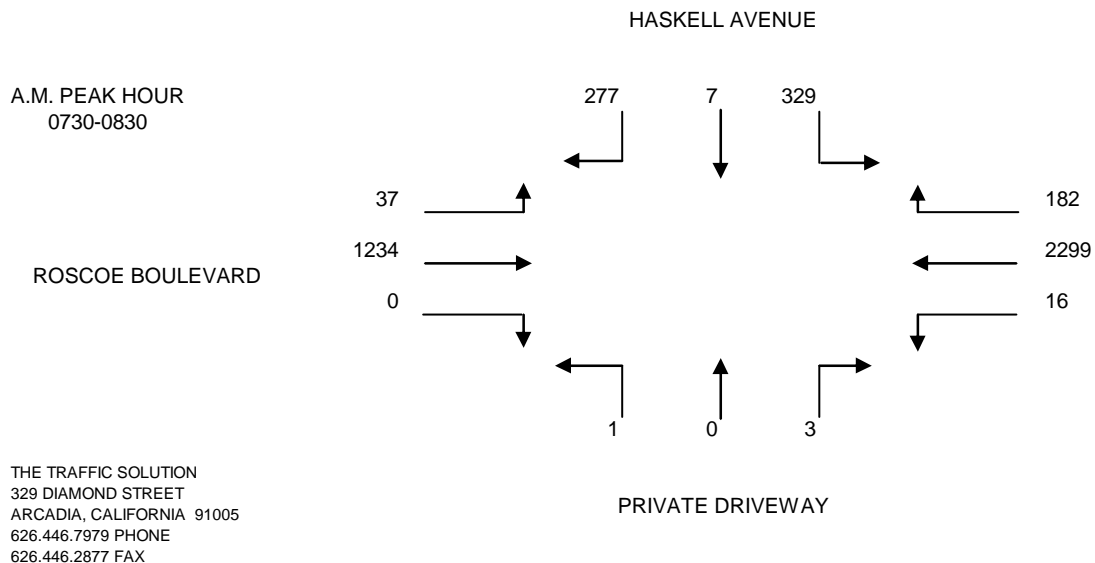 HASKELL AVENUE
A.M. PEAK HOUR
0730-0830
277 7 329
37 182
1234 2299
ROSCOE BOULEVARD
0 16
1 0 3
THE TRAFFIC SOLUTION
329 DIAMOND STREET
ARCADIA, CALIFORNIA 91005
626.446.7979 PHONE
626.446.2877 FAX
PRIVATE DRIVEWAY